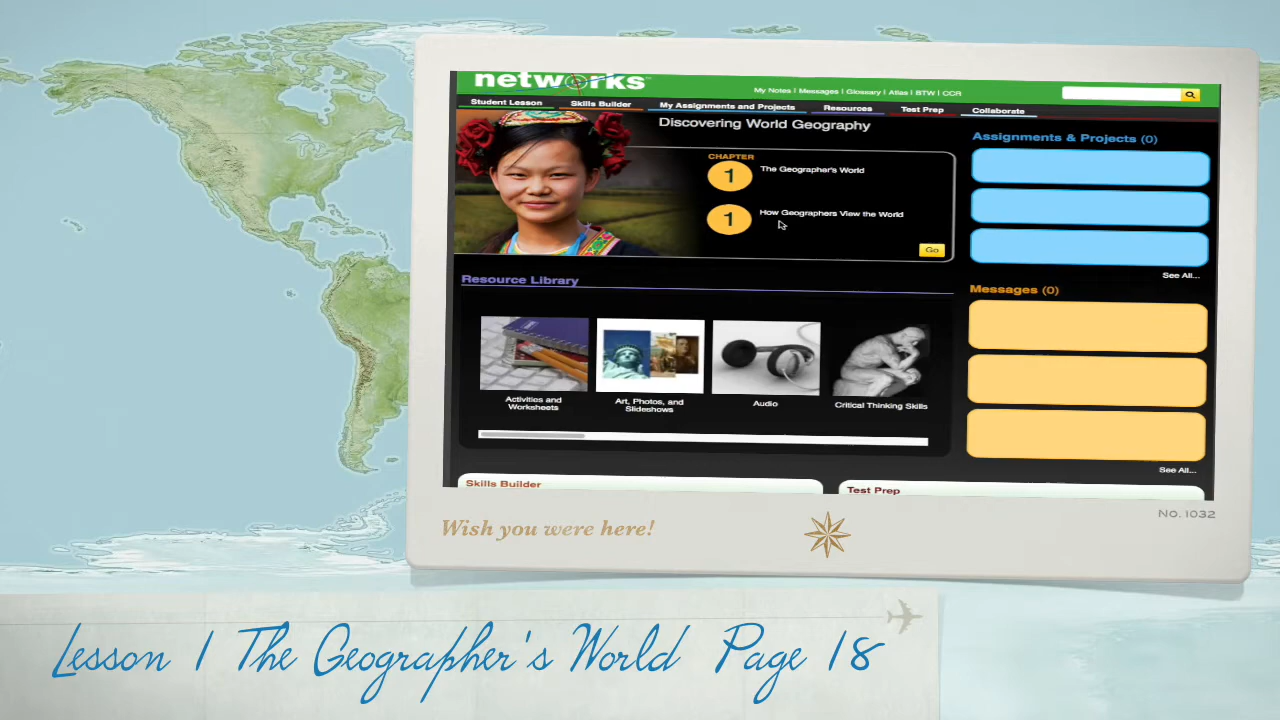 networks
My Notes | Messages | Glossary | Atlas | BTW | CCR
Student Lesson Skills Builder My Assignments and Projects Resources Test Prep Collaborate
Discovering World Geography
CHAPTER
1 The Geographer's World
1 How Geographers View the World
Go
Assignments & Projects (0)
See All...
Messages (0)
See All...
Resource Library
Activities and
Worksheets
Art, Photos, and
Slideshows
Audio
Critical Thinking Skills
Skills Builder
Test Prep
Wish you were here!
No. 1032
Lesson 1 The Geographer's World Page 18